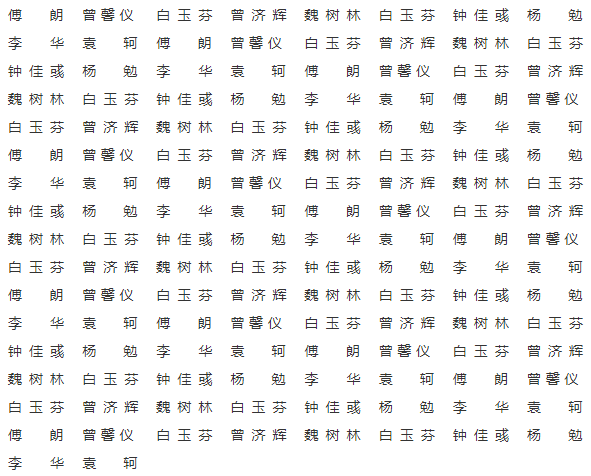 傅　朗 曾馨仪 白玉芬 曾济辉 魏树林 白玉芬 钟佳彧 杨　勉
李　华 袁　轲 傅　朗 曾馨仪 白玉芬 曾济辉 魏树林 白玉芬
钟佳彧 杨　勉 李　华 袁　轲 傅　朗 曾馨仪 白玉芬 曾济辉
魏树林 白玉芬 钟佳彧 杨　勉 李　华 袁　轲 傅　朗 曾馨仪
白玉芬 曾济辉 魏树林 白玉芬 钟佳彧 杨　勉 李　华 袁　轲
傅　朗 曾馨仪 白玉芬 曾济辉 魏树林 白玉芬 钟佳彧 杨　勉
李　华 袁　轲 傅　朗 曾馨仪 白玉芬 曾济辉 魏树林 白玉芬
钟佳彧 杨　勉 李　华 袁　轲 傅　朗 曾馨仪 白玉芬 曾济辉
魏树林 白玉芬 钟佳彧 杨　勉 李　华 袁　轲 傅　朗 曾馨仪
白玉芬 曾济辉 魏树林 白玉芬 钟佳彧 杨　勉 李　华 袁　轲
傅　朗 曾馨仪 白玉芬 曾济辉 魏树林 白玉芬 钟佳彧 杨　勉
李　华 袁　轲 傅　朗 曾馨仪 白玉芬 曾济辉 魏树林 白玉芬
钟佳彧 杨　勉 李　华 袁　轲 傅　朗 曾馨仪 白玉芬 曾济辉
魏树林 白玉芬 钟佳彧 杨　勉 李　华 袁　轲 傅　朗 曾馨仪
白玉芬 曾济辉 魏树林 白玉芬 钟佳彧 杨　勉 李　华 袁　轲
傅　朗 曾馨仪 白玉芬 曾济辉 魏树林 白玉芬 钟佳彧 杨　勉
李　华 袁　轲